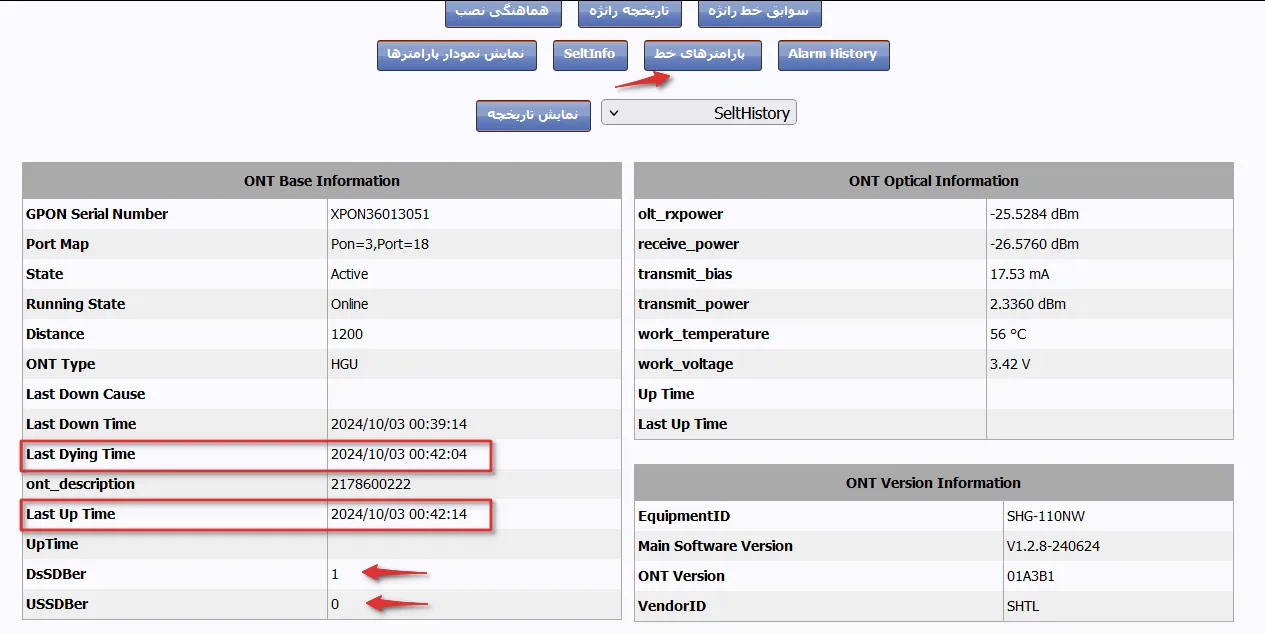 سوابق خط رانژه
تاریخچه رانژه
هماهنگی نصب
Alarm History
پارامترهای خط
SeltInfo
نمایش نمودار پارامترها
SeltHistory
نمایش تاریخچه
ONT Base Information
GPON Serial Number XPON36013051
Port Map Pon=3,Port=18
State Active
Running State Online
Distance 1200
ONT Type HGU
Last Down Cause
Last Down Time 2024/10/03 00:39:14
Last Dying Time 2024/10/03 00:42:04
ont_description 2178600222
Last Up Time 2024/10/03 00:42:14
UpTime
DsSDBer 1
USSDBer 0
ONT Optical Information
olt_rxpower -25.5284 dBm
receive_power -26.5760 dBm
transmit_bias 17.53 mA
transmit_power 2.3360 dBm
work_temperature 56 °C
work_voltage 3.42 V
Up Time
Last Up Time
ONT Version Information
EquipmentID SHG-110NW
Main Software Version V1.2.8-240624
ONT Version 01A3B1
VendorID SHTL